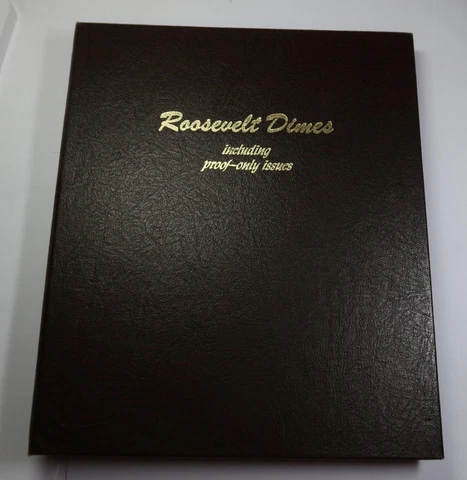 Roosevelt Dimes
including
proof-only issues